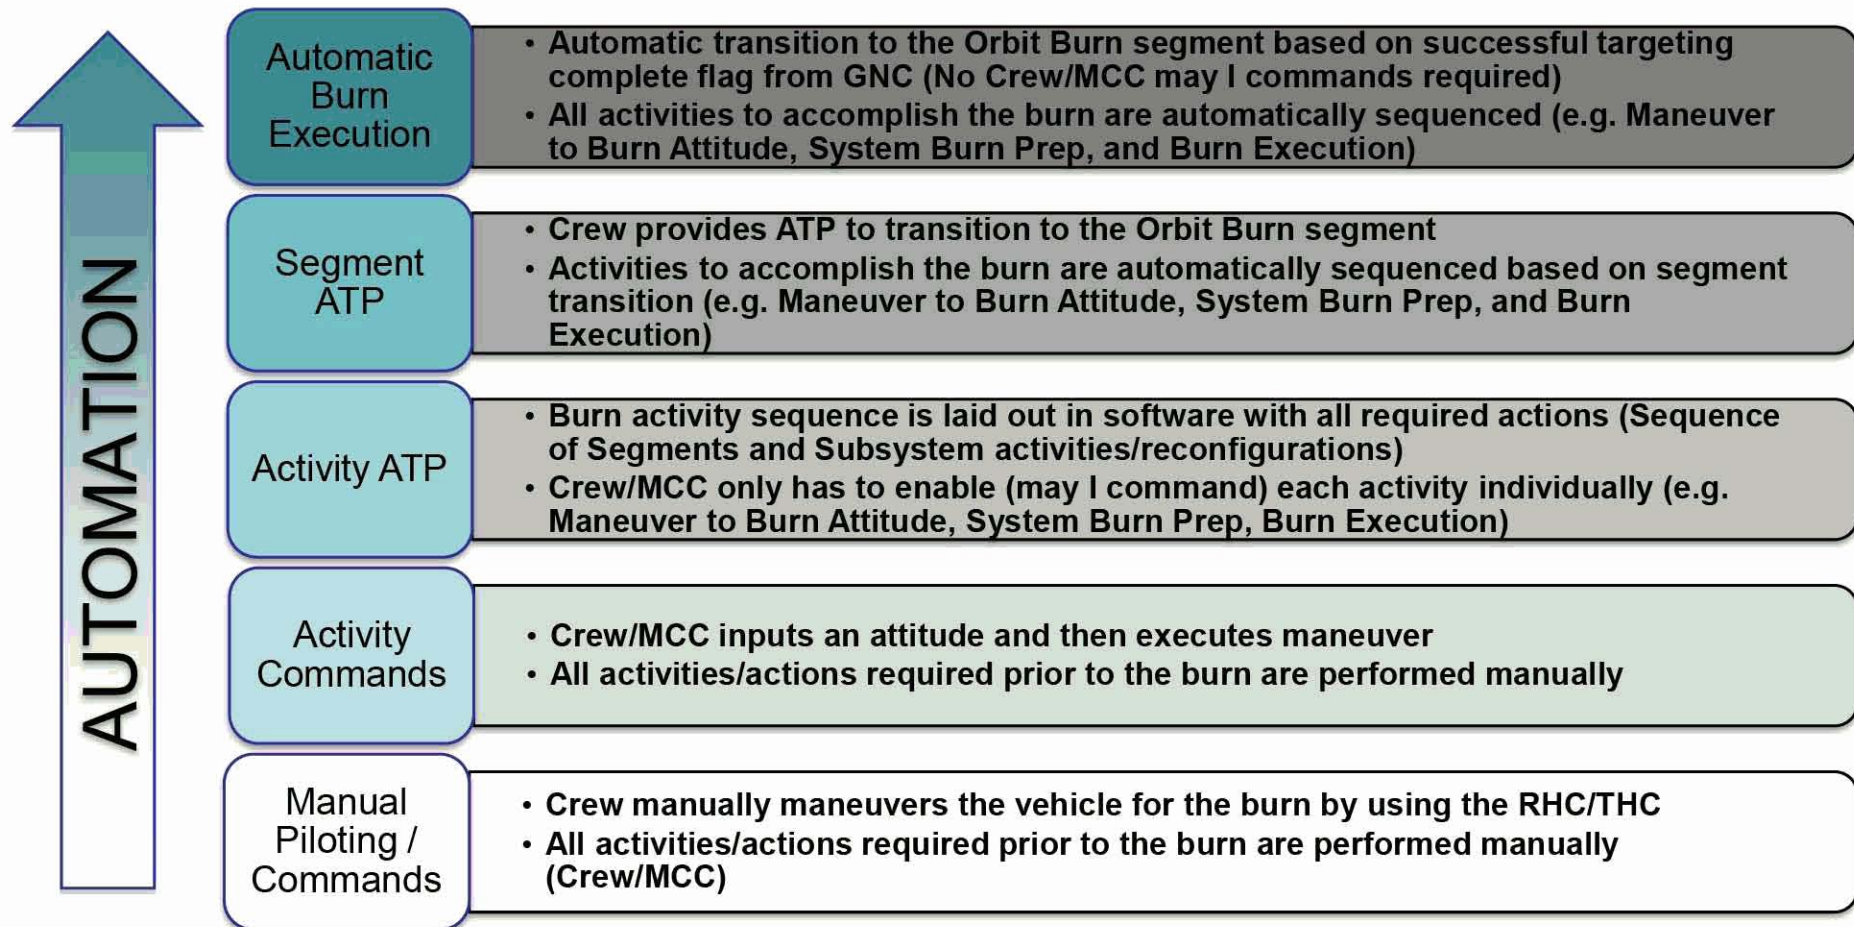 AUTOMATION
Automatic
Burn
Execution
• Automatic transition to the Orbit Burn segment based on successful targeting
complete flag from GNC (No Crew/MCC may I commands required)
• All activities to accomplish the burn are automatically sequenced (e.g. Maneuver
to Burn Attitude, System Burn Prep, and Burn Execution)
Segment
ATP
• Crew provides ATP to transition to the Orbit Burn segment
• Activities to accomplish the burn are automatically sequenced based on segment
transition (e.g. Maneuver to Burn Attitude, System Burn Prep, and Burn
Execution)
Activity ATP
• Burn activity sequence is laid out in software with all required actions (Sequence
of Segments and Subsystem activities/reconfigurations)
• Crew/MCC only has to enable (may I command) each activity individually (e.g.
Maneuver to Burn Attitude, System Burn Prep, Burn Execution)
Activity
Commands
• Crew/MCC inputs an attitude and then executes maneuver
• All activities/actions required prior to the burn are performed manually
Manual
Piloting /
Commands
• Crew manually maneuvers the vehicle for the burn by using the RHC/THC
• All activities/actions required prior to the burn are performed manually
(Crew/MCC)